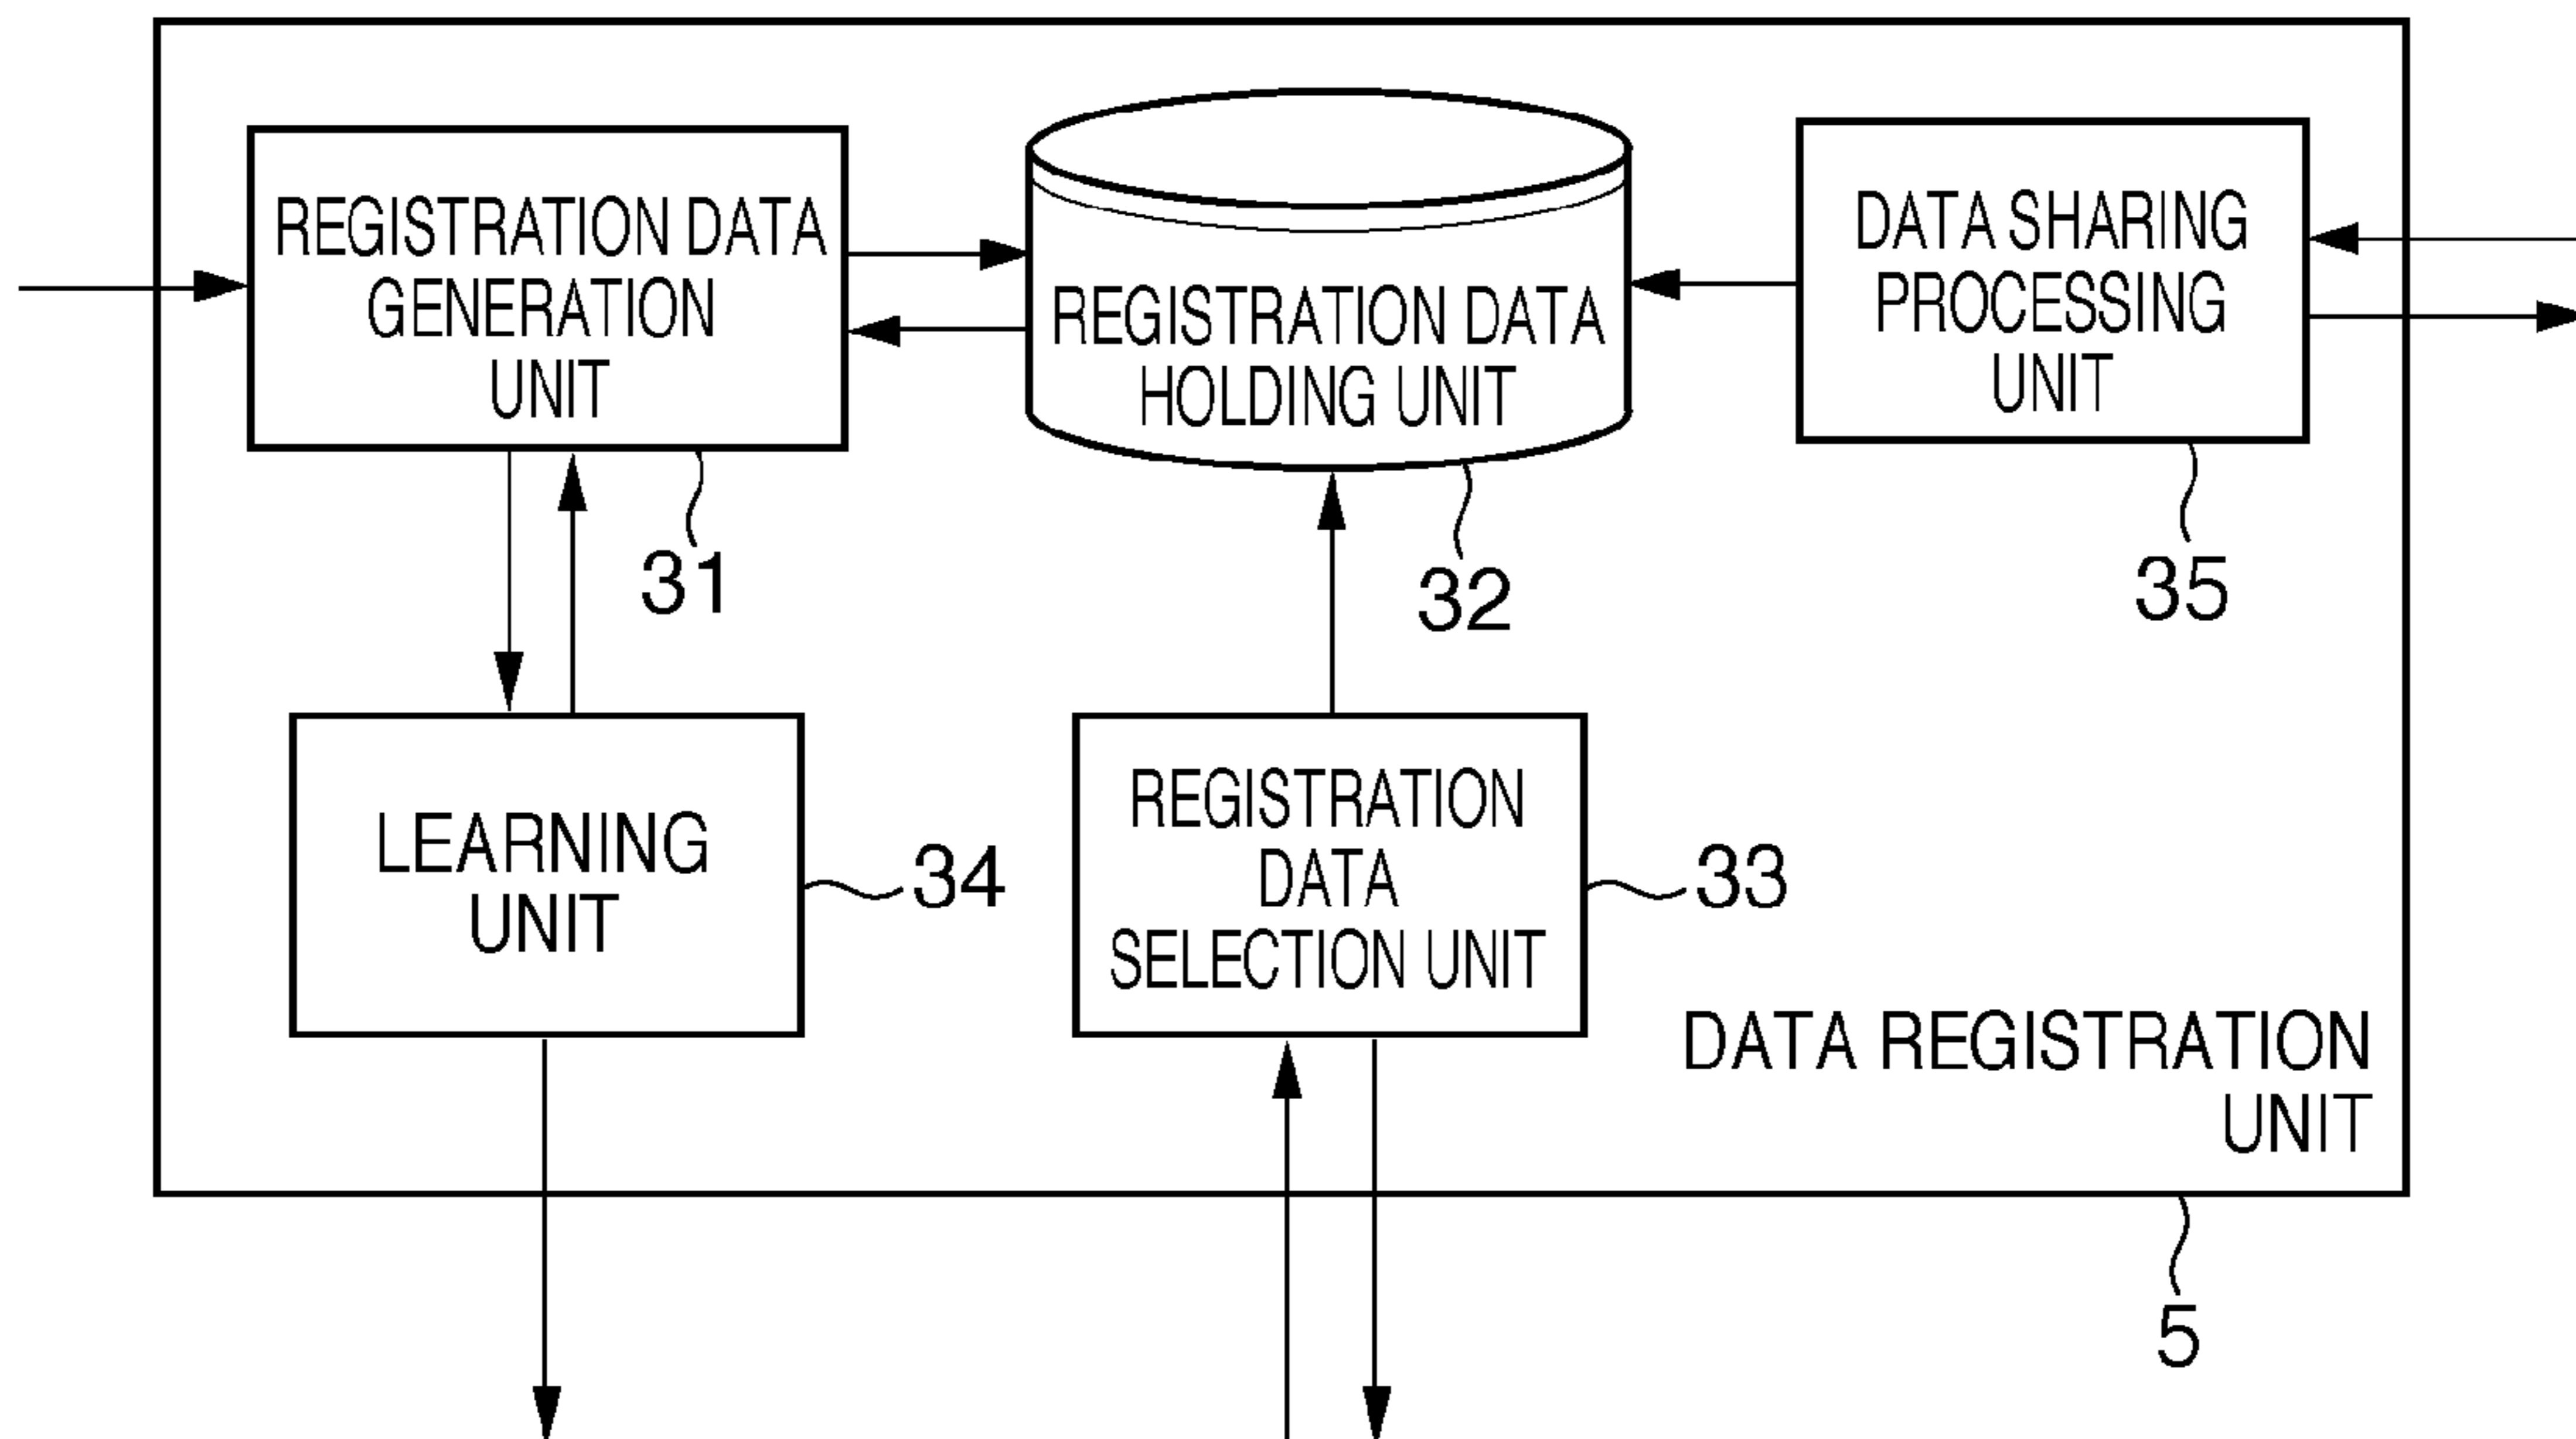 REGISTRATION DATA
GENERATION
UNIT
31
REGISTRATION DATA
HOLDING UNIT
32
DATA SHARING
PROCESSING
UNIT
35
LEARNING
UNIT
34
REGISTRATION
DATA
SELECTION UNIT
33
DATA REGISTRATION
UNIT
5